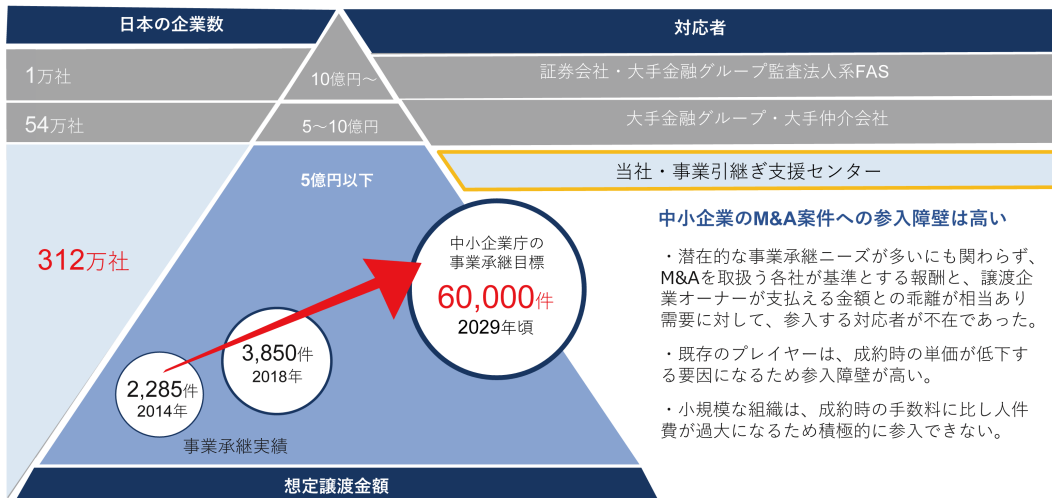 日本の企業数
対応者
1万社
10億円～
証券会社・大手金融グループ監査法人系FAS
54万社
5～10億円
大手金融グループ・大手仲介会社
5億円以下
当社・事業引継ぎ支援センター
312万社
中小企業庁の
事業承継目標
60,000件
2029年頃
3,850件
2018年
2,285件
2014年
事業承継実績
中小企業のM&A案件への参入障壁は高い
・潜在的な事業承継ニーズが多いにも関わらず、
M&Aを取扱う各社が基準とする報酬と、譲渡企
業オーナーが支払える金額との乖離が相当あり
需要に対して、参入する対応者が不在であった。
・既存のプレイヤーは、成約時の単価が低下す
る要因になるため参入障壁が高い。
・小規模な組織は、成約時の手数料に比し人件
費が過大になるため積極的に参入できない。
想定譲渡金額